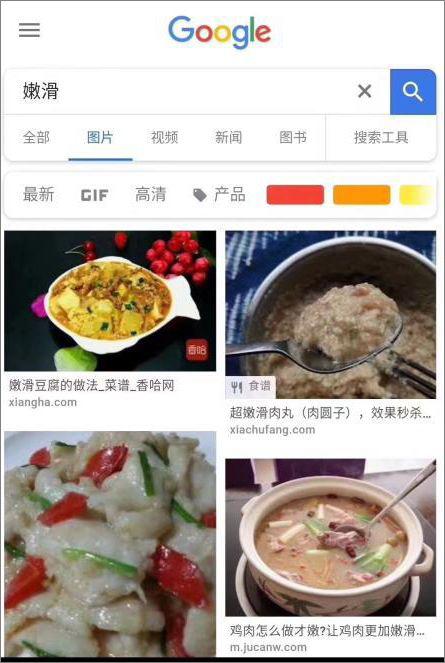 Google
嫩滑
全部 图片 视频 新闻 图书 搜索工具
最新 GIF 高清 产品
香哈
食谱
嫩滑豆腐的做法_菜谱_香哈网
xiangha.com
超嫩滑肉丸（肉圆子），效果秒杀...
xiachufang.com
鸡肉怎么做才嫩?让鸡肉更加嫩滑...
m.jucanw.com